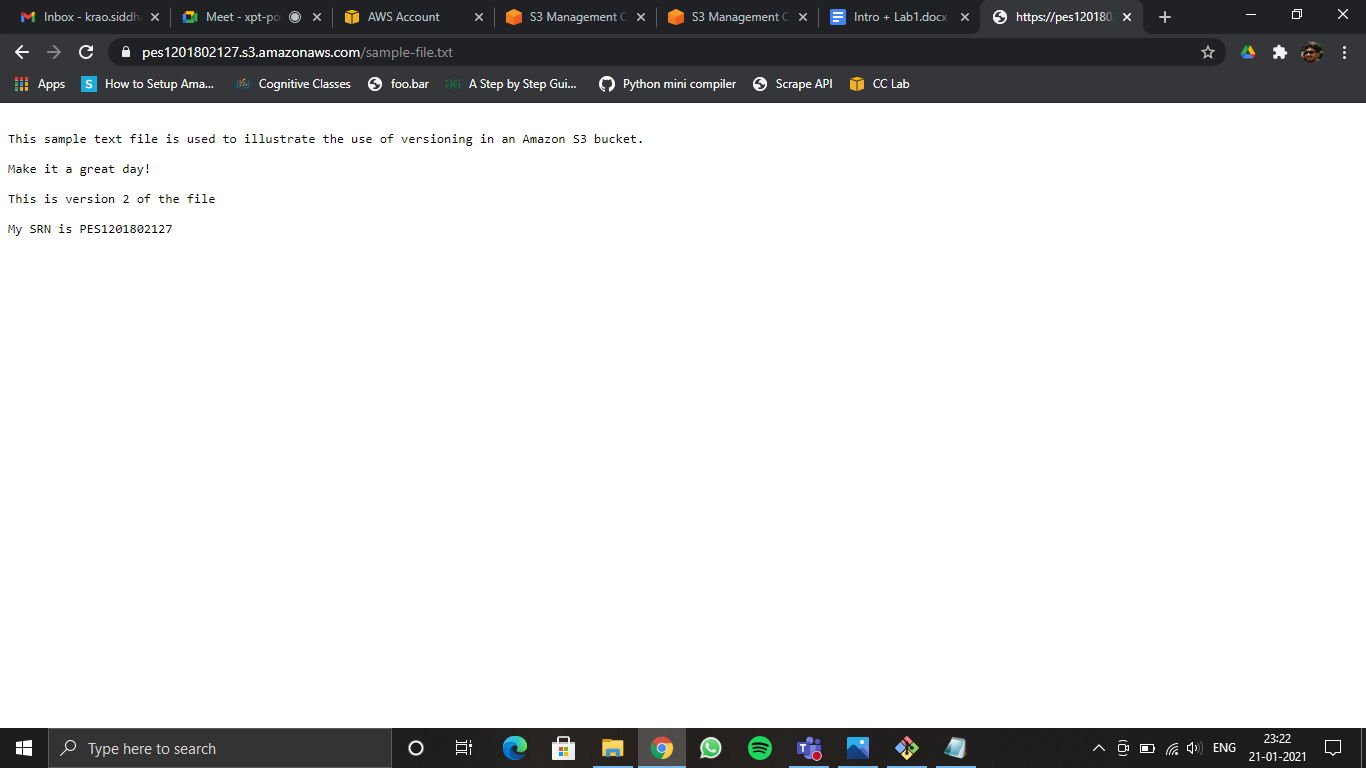 Inbox - krao.siddh
Meet - xpt-po
AWS Account
S3 Management C
S3 Management C
Intro + Lab1.docx
https://pes120180
pes1201802127.s3.amazonaws.com/sample-file.txt
Apps
How to Setup Ama...
Cognitive Classes
foo.bar
A Step by Step Gui...
Python mini compiler
Scrape API
CC Lab
This sample text file is used to illustrate the use of versioning in an Amazon S3 bucket.
Make it a great day!
This is version 2 of the file
My SRN is PES1201802127
Type here to search
ENG
23:22
21-01-2021